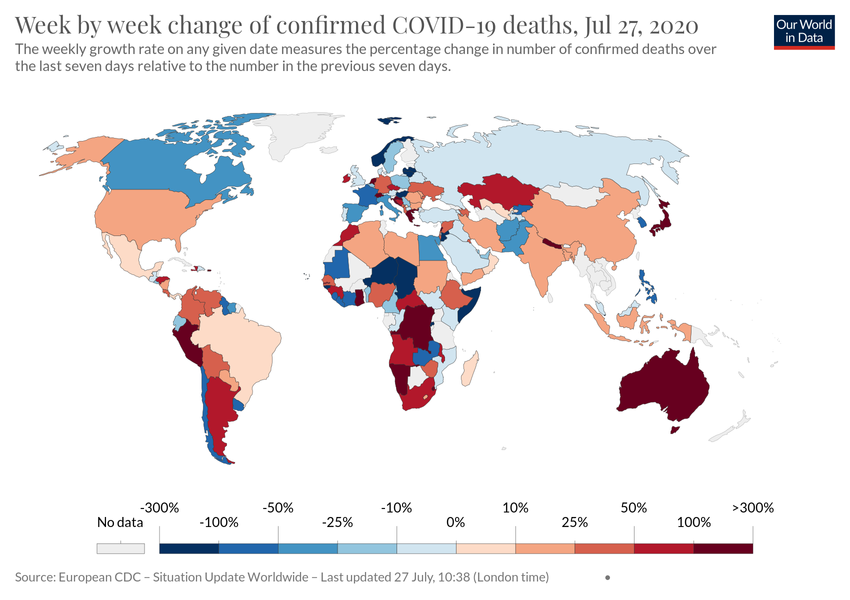 Week by week change of confirmed COVID-19 deaths, Jul 27, 2020
Our World
in Data
The weekly growth rate on any given date measures the percentage change in number of confirmed deaths over
the last seven days relative to the number in the previous seven days.
-300% -50% -10% 10% 50% >300%
No data -100% -25% 0% 25% 100%
Source: European CDC – Situation Update Worldwide – Last updated 27 July, 10:38 (London time) •